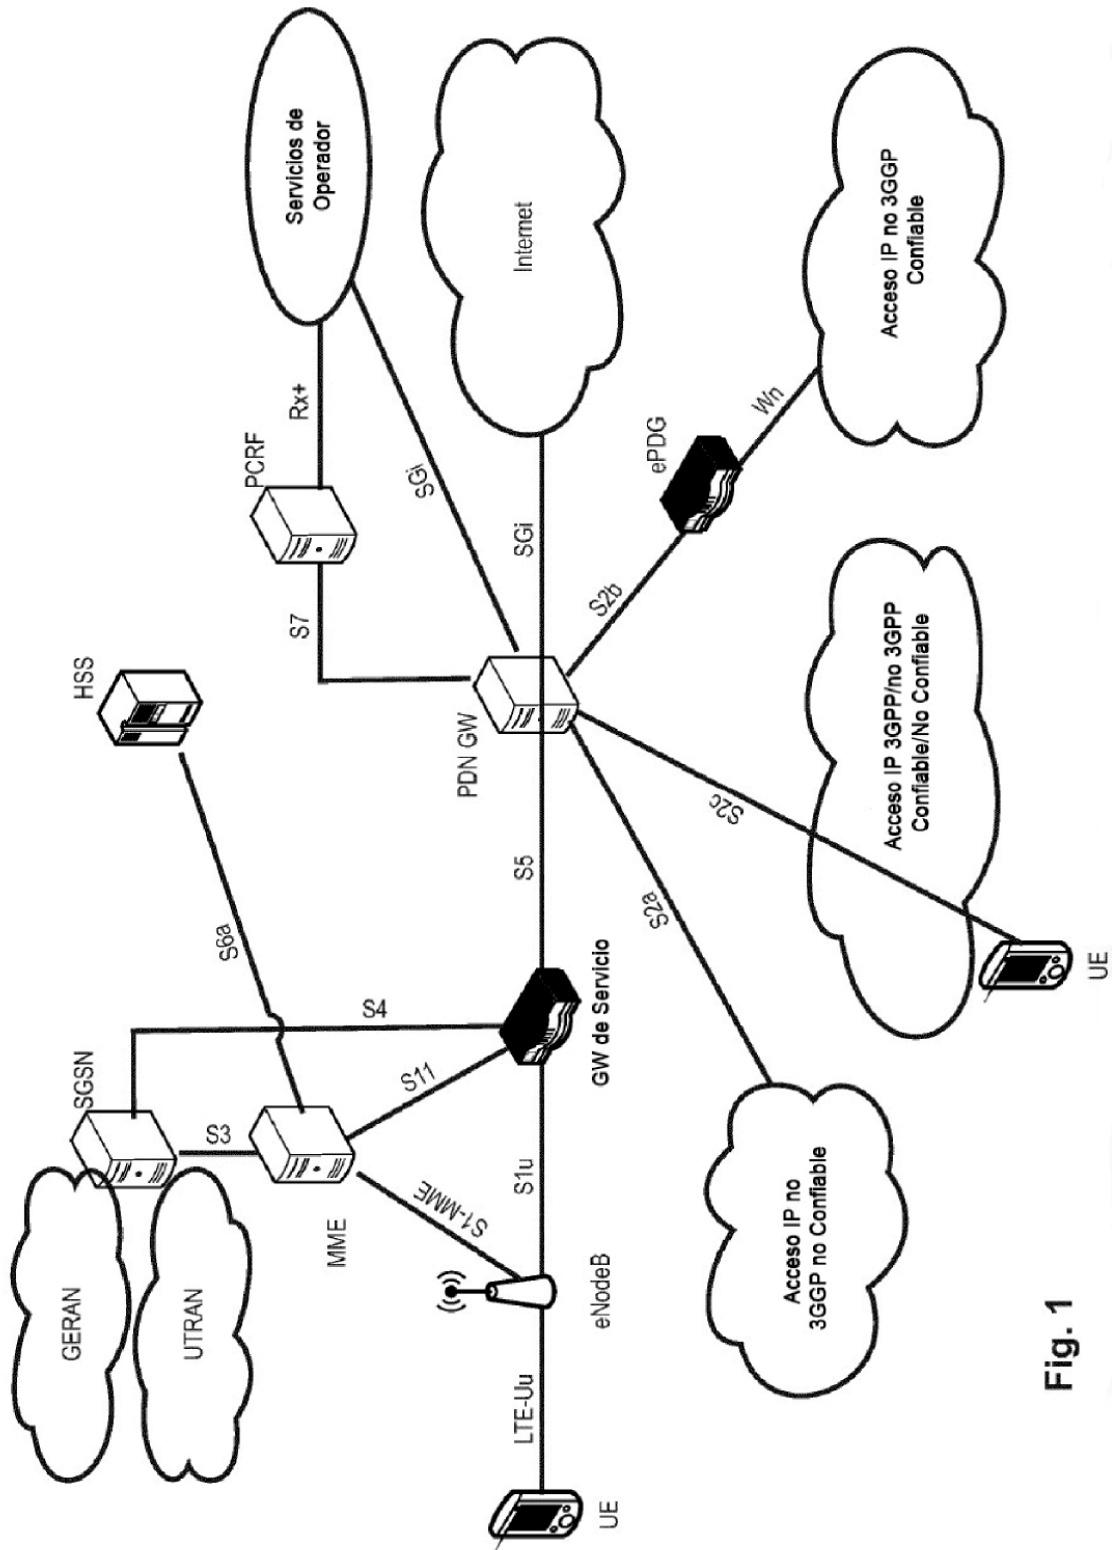 Servicios de
Operador
Rx+
PCRF
S7
SGi
Internet
SGi
HSS
S6a
SGSN
S4
S3
S11
MME
S1-MME
GERAN
UTRAN
PDN GW
S5
GW de Servicio
S1u
eNodeB
LTE-Uu
UE
ePDG
Wn
S2b
Acceso IP no 3GGP
Confiable
S2c
S2a
Acceso IP 3GPP/no 3GPP
Confiable/No Confiable
UE
Acceso IP no
3GGP no Confiable
Fig. 1